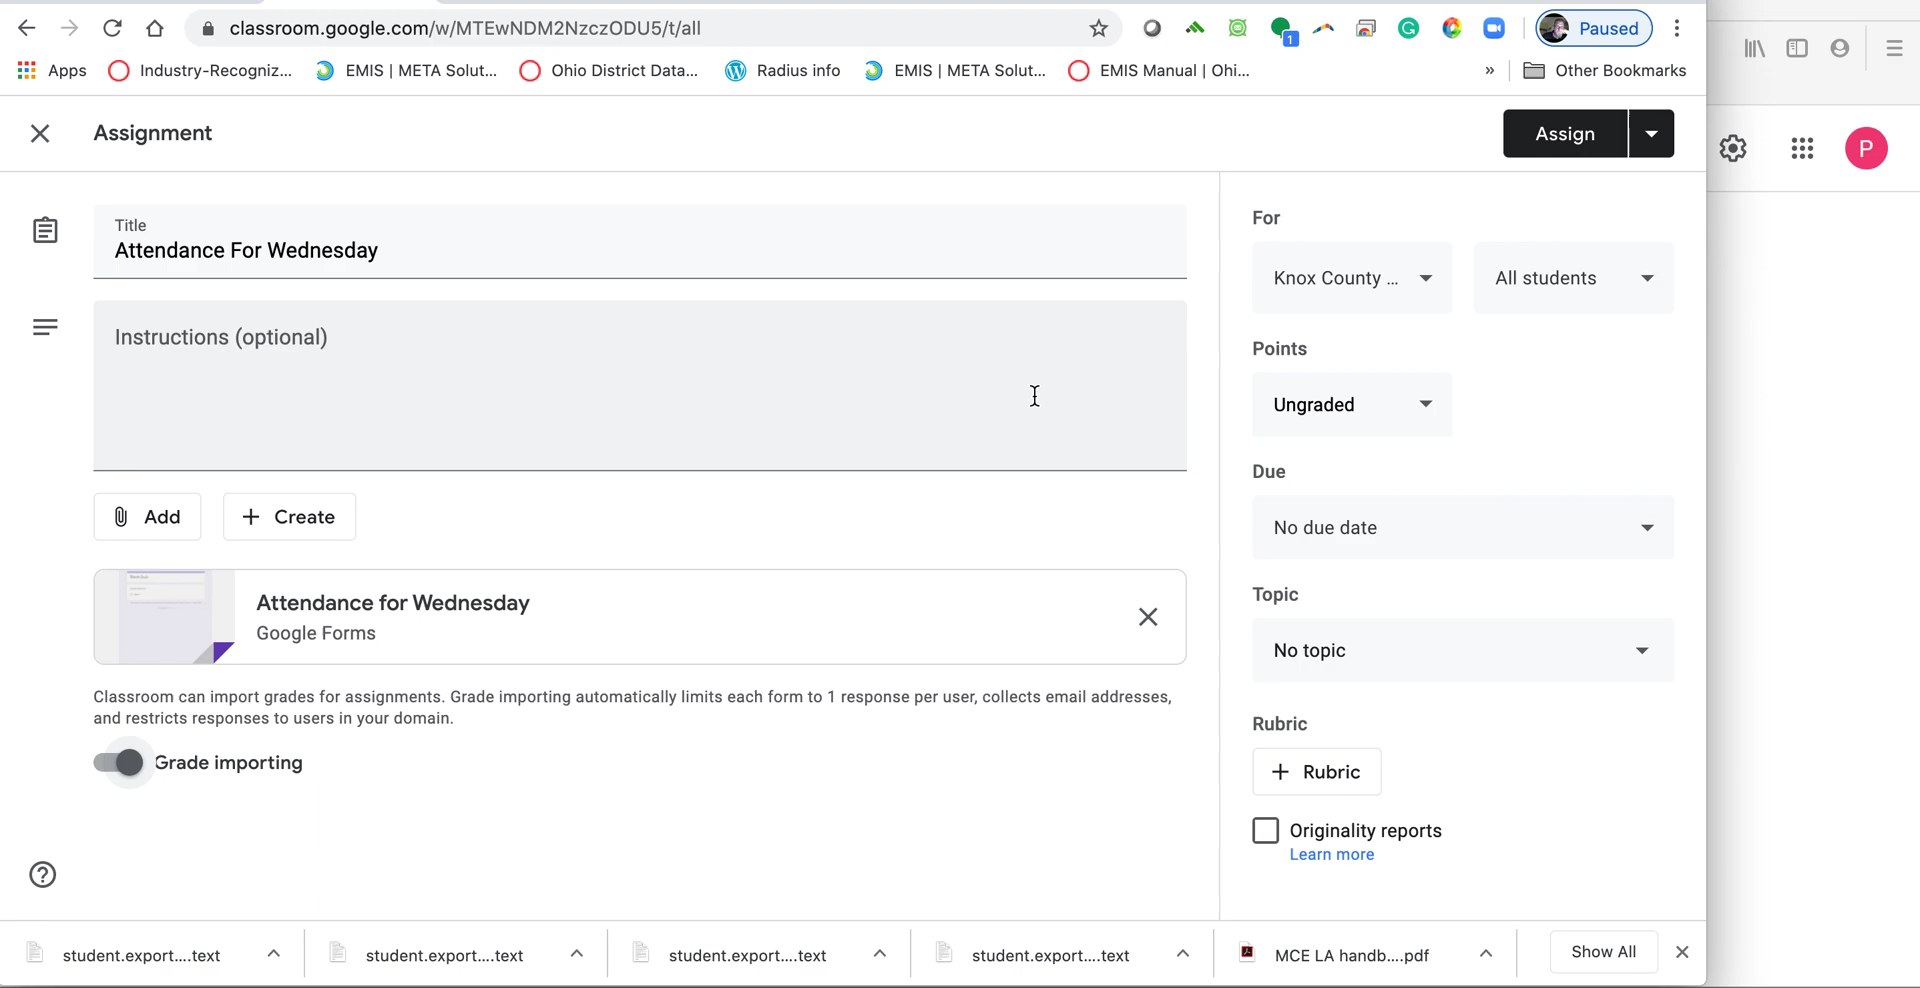 classroom.google.com/w/MTEwNDM2NzczODU5/t/all
1
Paused
Apps
Industry-Recogniz...
EMIS | META Solut...
Ohio District Data...
Radius info
EMIS | META Solut...
EMIS Manual | Ohi...
»
Other Bookmarks
Assignment
Assign
P
Title
Attendance For Wednesday
Instructions (optional)
Add
Create
Attendance for Wednesday
Google Forms
Classroom can import grades for assignments. Grade importing automatically limits each form to 1 response per user, collects email addresses,
and restricts responses to users in your domain.
Grade importing
For
Knox County ...
All students
Points
Ungraded
Due
No due date
Topic
No topic
Rubric
Rubric
Originality reports
Learn more
student.export....text
student.export....text
student.export....text
student.export....text
MCE LA handb....pdf
Show All